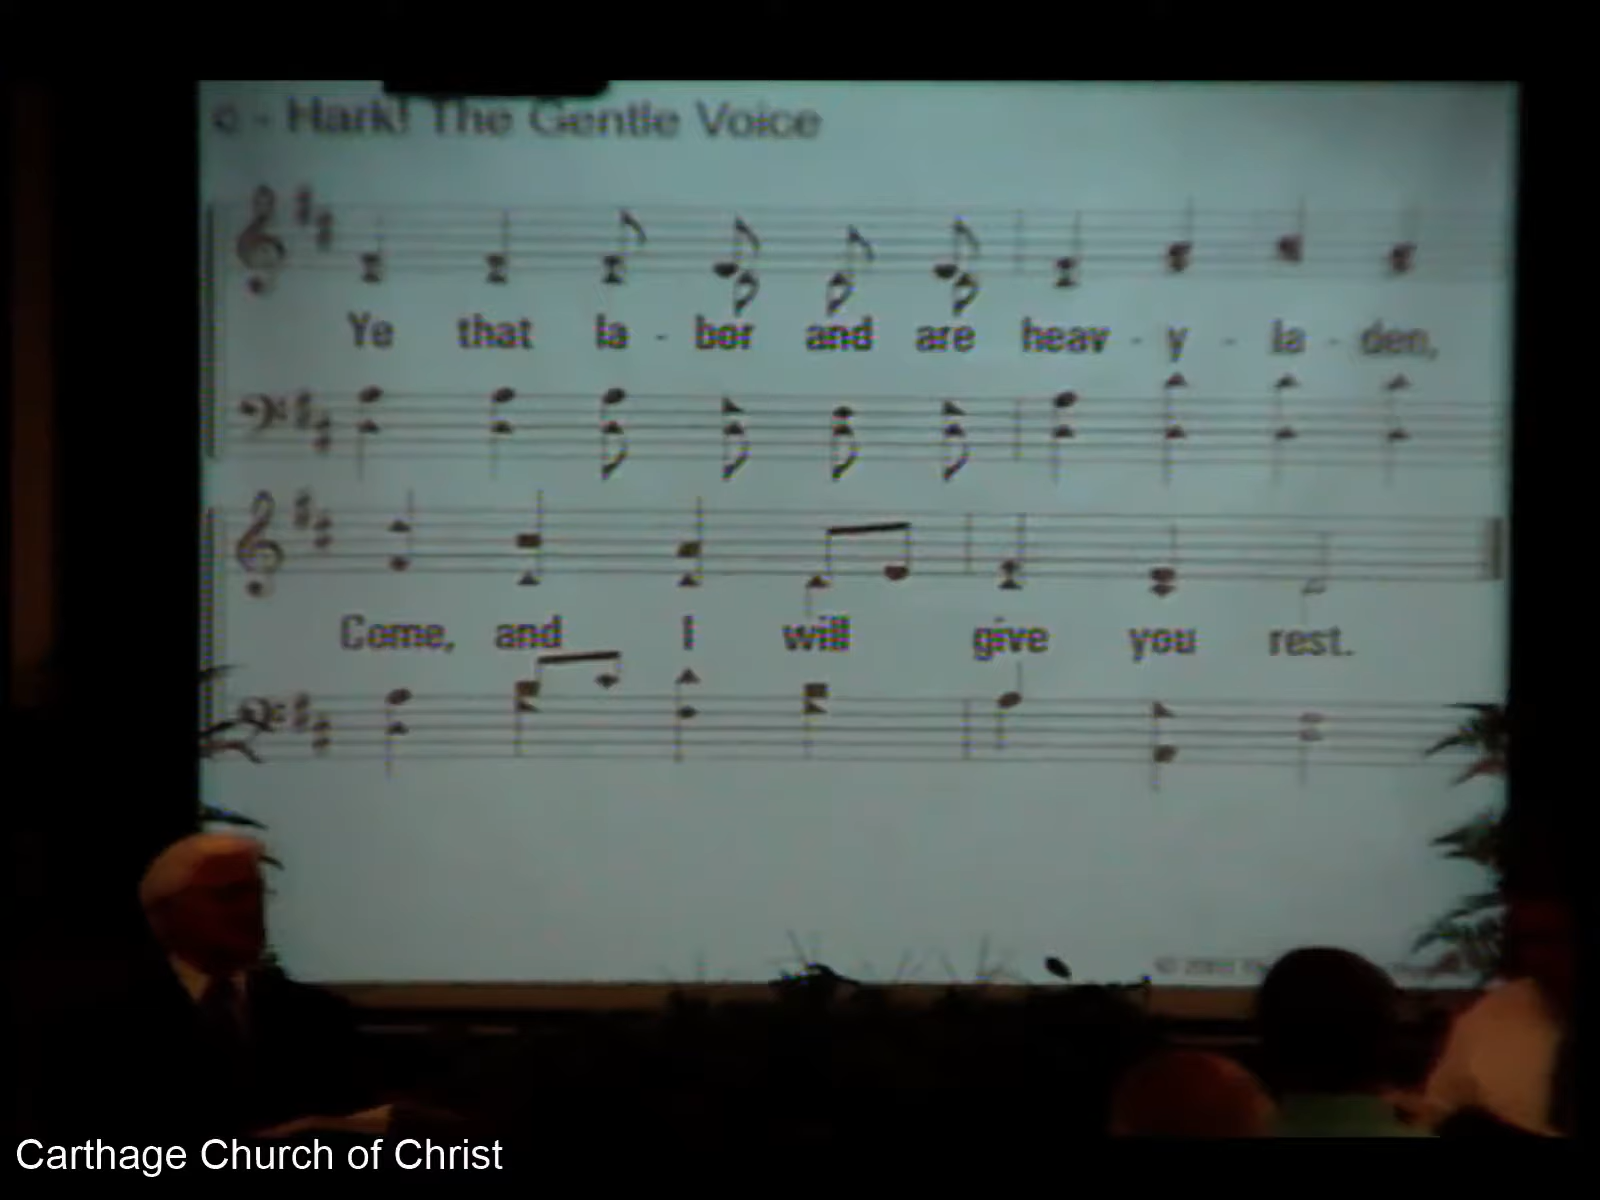 c - Hark! The Gentle Voice
Ye that la - bor and are heav - y - la - den,
Come, and I will give you rest.
Carthage Church of Christ